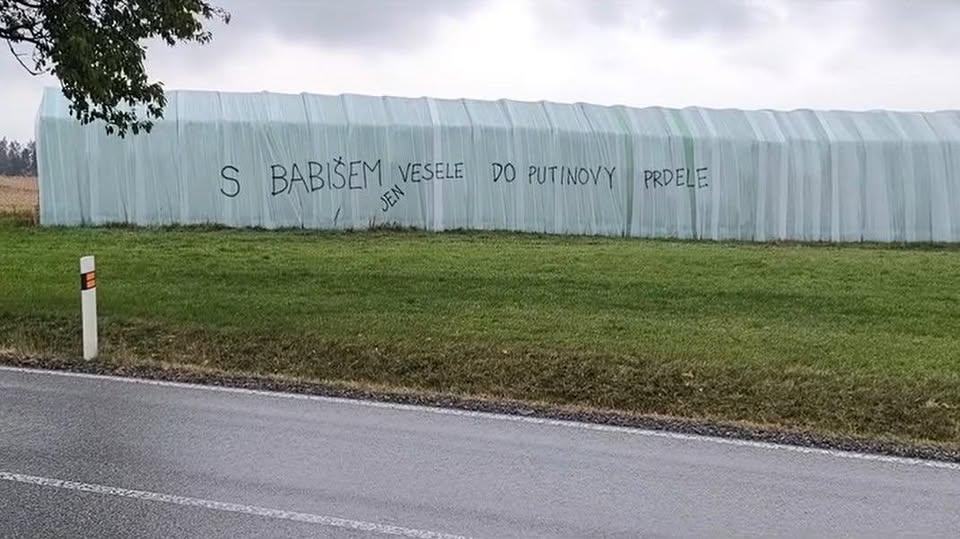 S BABIŠEM JEN VESELE DO PUTINOVY PRDELE